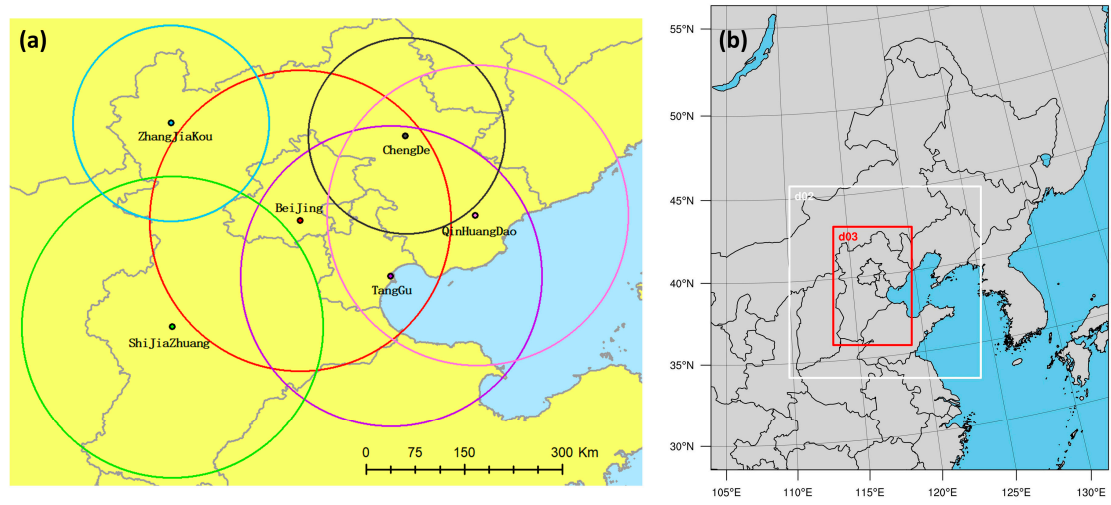 (a)
ZhangJiaKou
ChengDe
BeiJing
QinHuangDao
TangGu
ShiJiaZhuang
0 75 150 300 Km
(b)
55°N
50°N
45°N
40°N
35°N
30°N
d02
d03
105°E 110°E 115°E 120°E 125°E 130°E